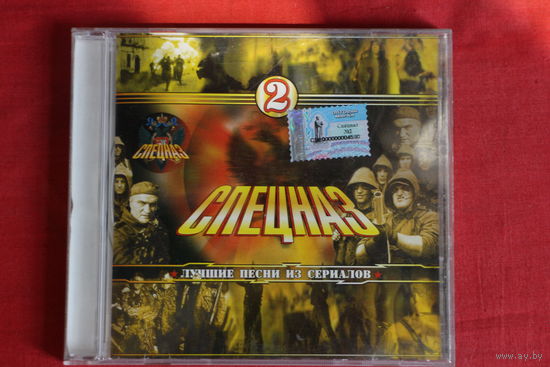 2
СПЕЦНАЗ
СПЕЦНАЗ
★ ЛУЧШИЕ ПЕСНИ ИЗ СЕРИАЛОВ ★
www.ay.by